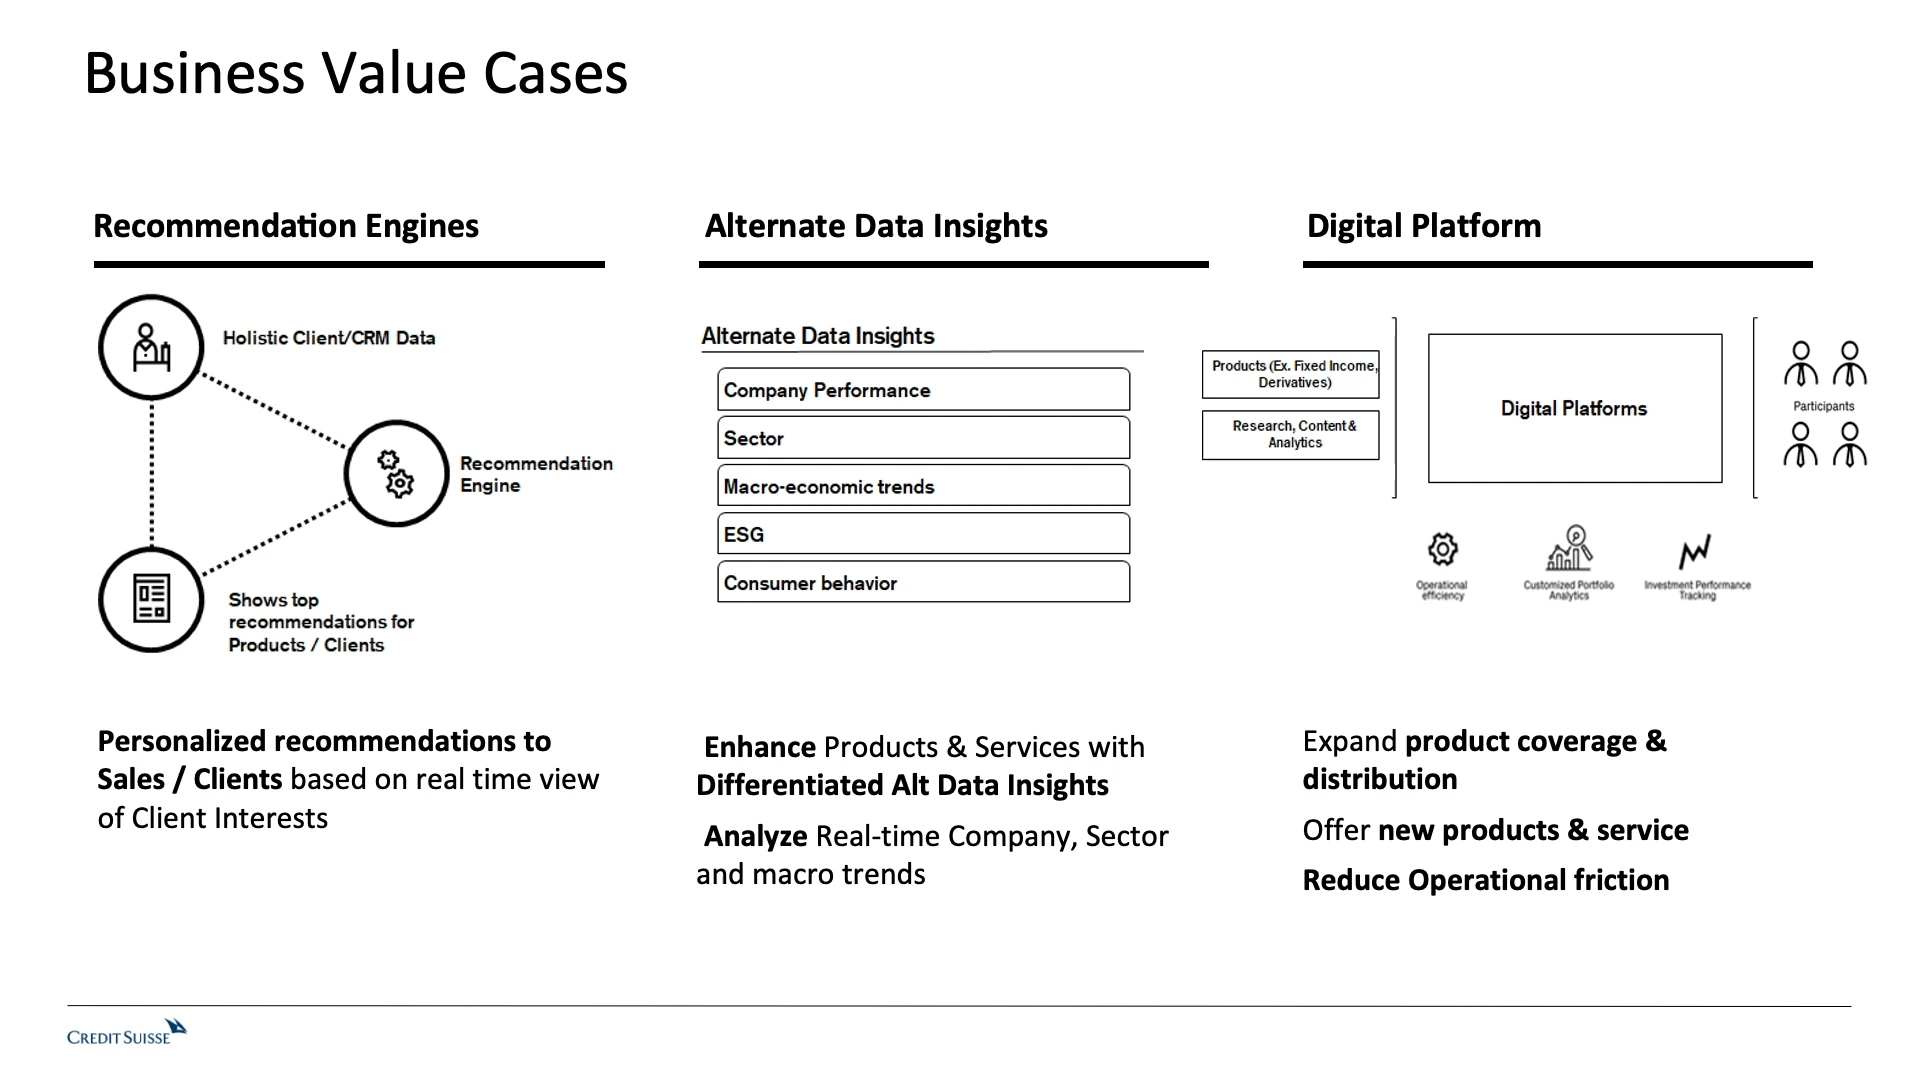 Business Value Cases
Recommendation Engines
Holistic Client/CRM Data
Recommendation
Engine
Shows top
recommendations for
Products / Clients
Personalized recommendations to
Sales / Clients based on real time view
of Client Interests
Alternate Data Insights
Alternate Data Insights
Company Performance
Sector
Macro-economic trends
ESG
Consumer behavior
Enhance Products & Services with
Differentiated Alt Data Insights
Analyze Real-time Company, Sector
and macro trends
Digital Platform
Products (Ex. Fixed Income,
Derivatives)
Research, Content &
Analytics
Digital Platforms
Participants
Operational
efficiency
Customized Portfolio
Analytics
Investment Performance
Tracking
Expand product coverage &
distribution
Offer new products & service
Reduce Operational friction
CREDIT SUISSE